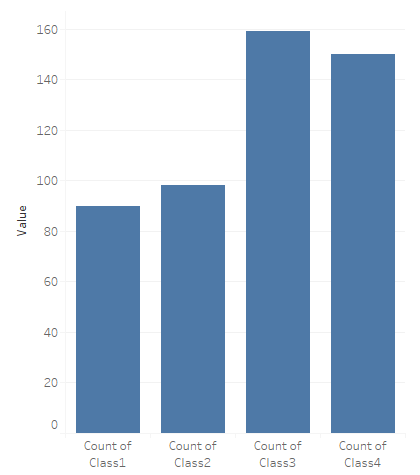 160
140
120
100
80
60
40
20
0
Value
Count of
Class1
Count of
Class2
Count of
Class3
Count of
Class4